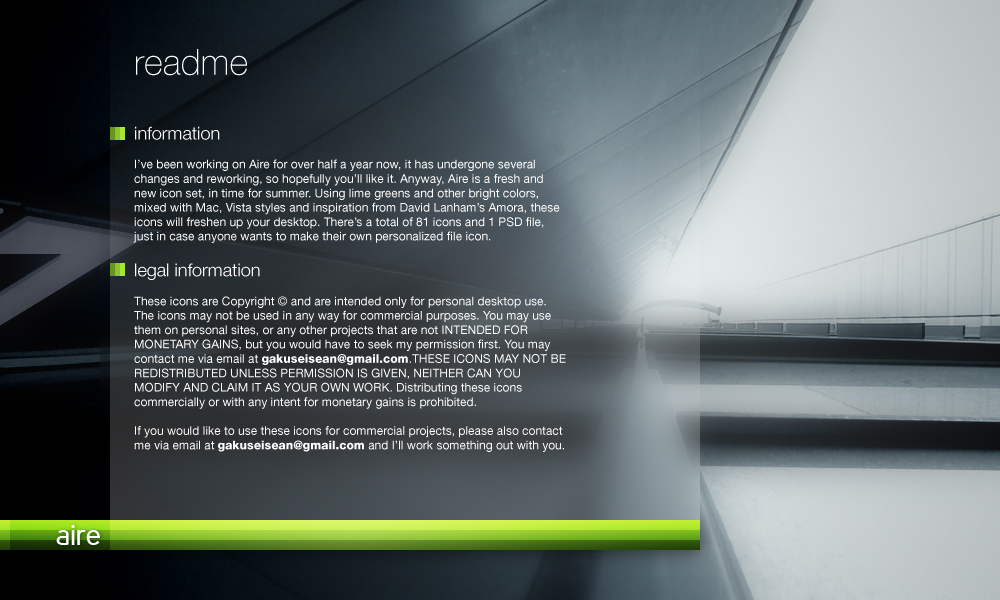 readme
information
I've been working on Aire for over half a year now, it has undergone several
changes and reworking, so hopefully you'll like it. Anyway, Aire is a fresh and
new icon set, in time for summer. Using lime greens and other bright colors,
mixed with Mac, Vista styles and inspiration from David Lanham's Amora, these
icons will freshen up your desktop. There's a total of 81 icons and 1 PSD file,
just in case anyone wants to make their own personalized file icon.
legal information
These icons are Copyright © and are intended only for personal desktop use.
The icons may not be used in any way for commercial purposes. You may use
them on personal sites, or any other projects that are not INTENDED FOR
MONETARY GAINS, but you would have to seek my permission first. You may
contact me via email at gakuseisean@gmail.com.THESE ICONS MAY NOT BE
REDISTRIBUTED UNLESS PERMISSION IS GIVEN, NEITHER CAN YOU
MODIFY AND CLAIM IT AS YOUR OWN WORK. Distributing these icons
commercially or with any intent for monetary gains is prohibited.
If you would like to use these icons for commercial projects, please also contact
me via email at gakuseisean@gmail.com and I'll work something out with you.
aire